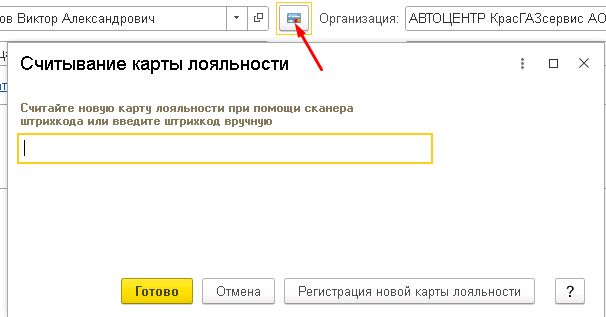 ов Виктор Александрович Организация: АВТОЦЕНТР КрасГАЗсервис АО
Считывание карты лояльности
Считайте новую карту лояльности при помощи сканера
штрихкода или введите штрихкод вручную
Готово Отмена Регистрация новой карты лояльности ?